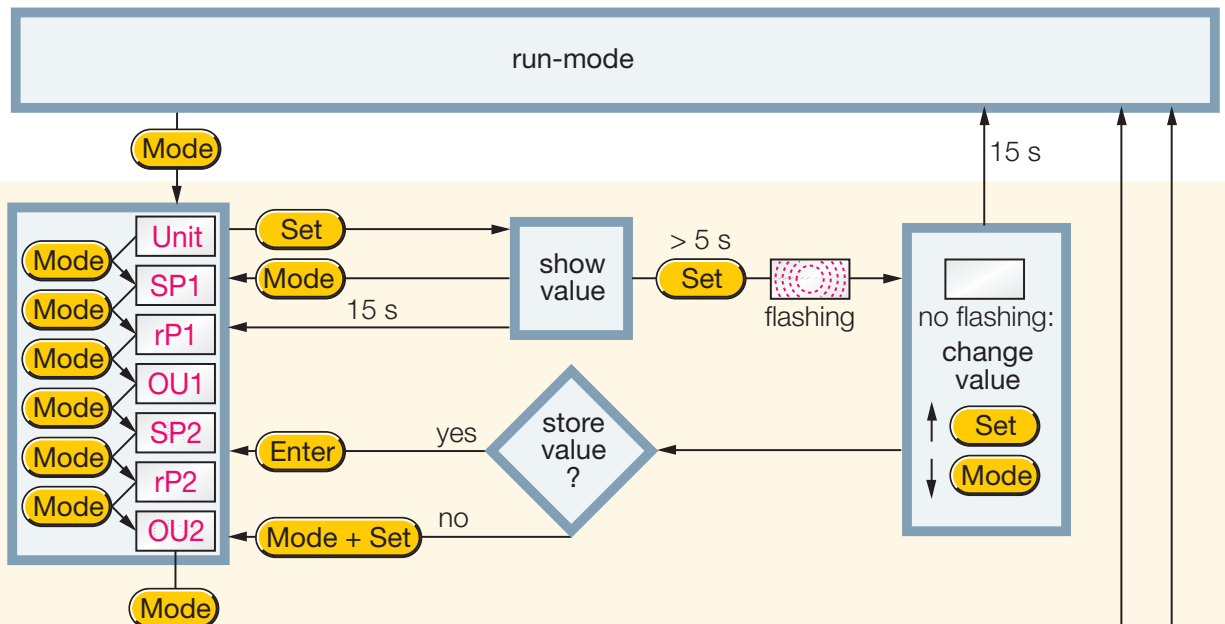 run-mode
Mode
15 s
Unit
Mode
SP1
Mode
rP1
Mode
OU1
Mode
SP2
Mode
rP2
Mode
OU2
Mode
Set
Mode
15 s
show
value
> 5 s
Set
flashing
no flashing:
change
value
Set
Mode
store
value
?
yes
Enter
no
Mode + Set